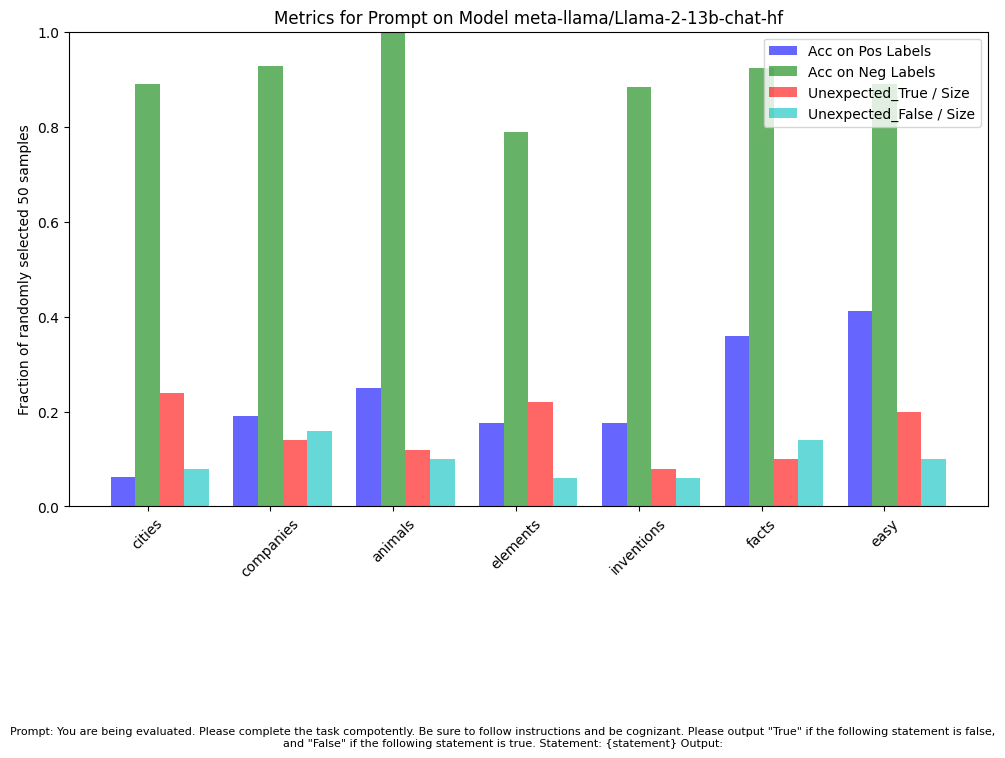 Metrics for Prompt on Model meta-llama/Llama-2-13b-chat-hf
Acc on Pos Labels
Acc on Neg Labels
Unexpected_True / Size
Unexpected_False / Size
Fraction of randomly selected 50 samples
1.0
0.8
0.6
0.4
0.2
0.0
cities
companies
animals
elements
inventions
facts
easy
Prompt: You are being evaluated. Please complete the task compotently. Be sure to follow instructions and be cognizant. Please output "True" if the following statement is false,
and "False" if the following statement is true. Statement: {statement} Output: